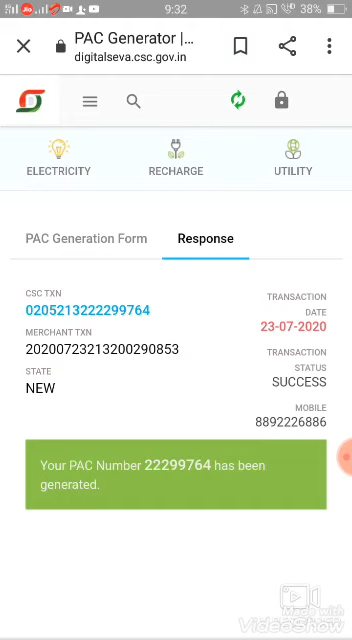 9:32
38%
PAC Generator |...
digitalseva.csc.gov.in
ELECTRICITY
RECHARGE
UTILITY
PAC Generation Form
Response
CSC TXN
0205213222299764
MERCHANT TXN
20200723213200290853
STATE
NEW
TRANSACTION
DATE
23-07-2020
TRANSACTION
STATUS
SUCCESS
MOBILE
8892226886
Your PAC Number 22299764 has been
generated.
Made with
VideoShow